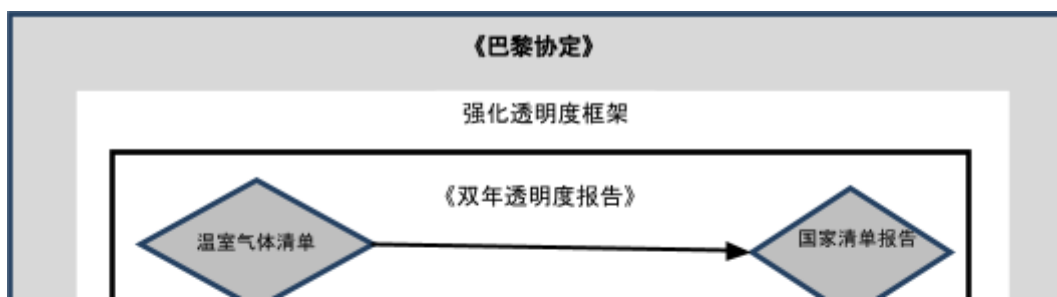 《巴黎协定》
强化透明度框架
《双年透明度报告》
温室气体清单
国家清单报告